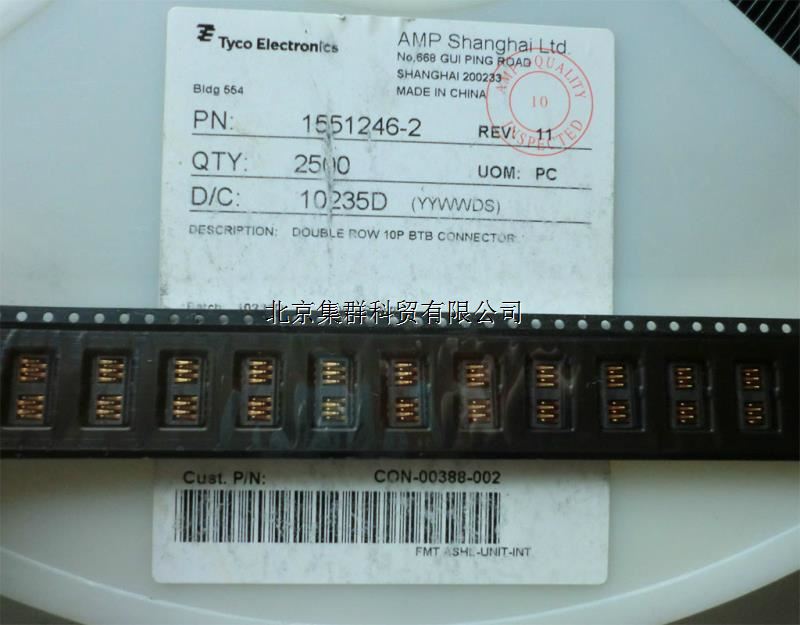 Tyco Electronics
AMP Shanghai Ltd.
No,668 GUI PING ROAD
SHANGHAI 200233
MADE IN CHINA
Bldg 554
AMP QUALITY
10
INSPECTED
PN: 1551246-2 REV: 11
QTY: 2500 UOM: PC
D/C: 10235D (YYWWDS)
DESCRIPTION: DOUBLE ROW 10P BTB CONNECTOR
Batch
北京集群科贸有限公司
Cust. P/N: CON-00388-002
FMT ASHL-UNIT-INT